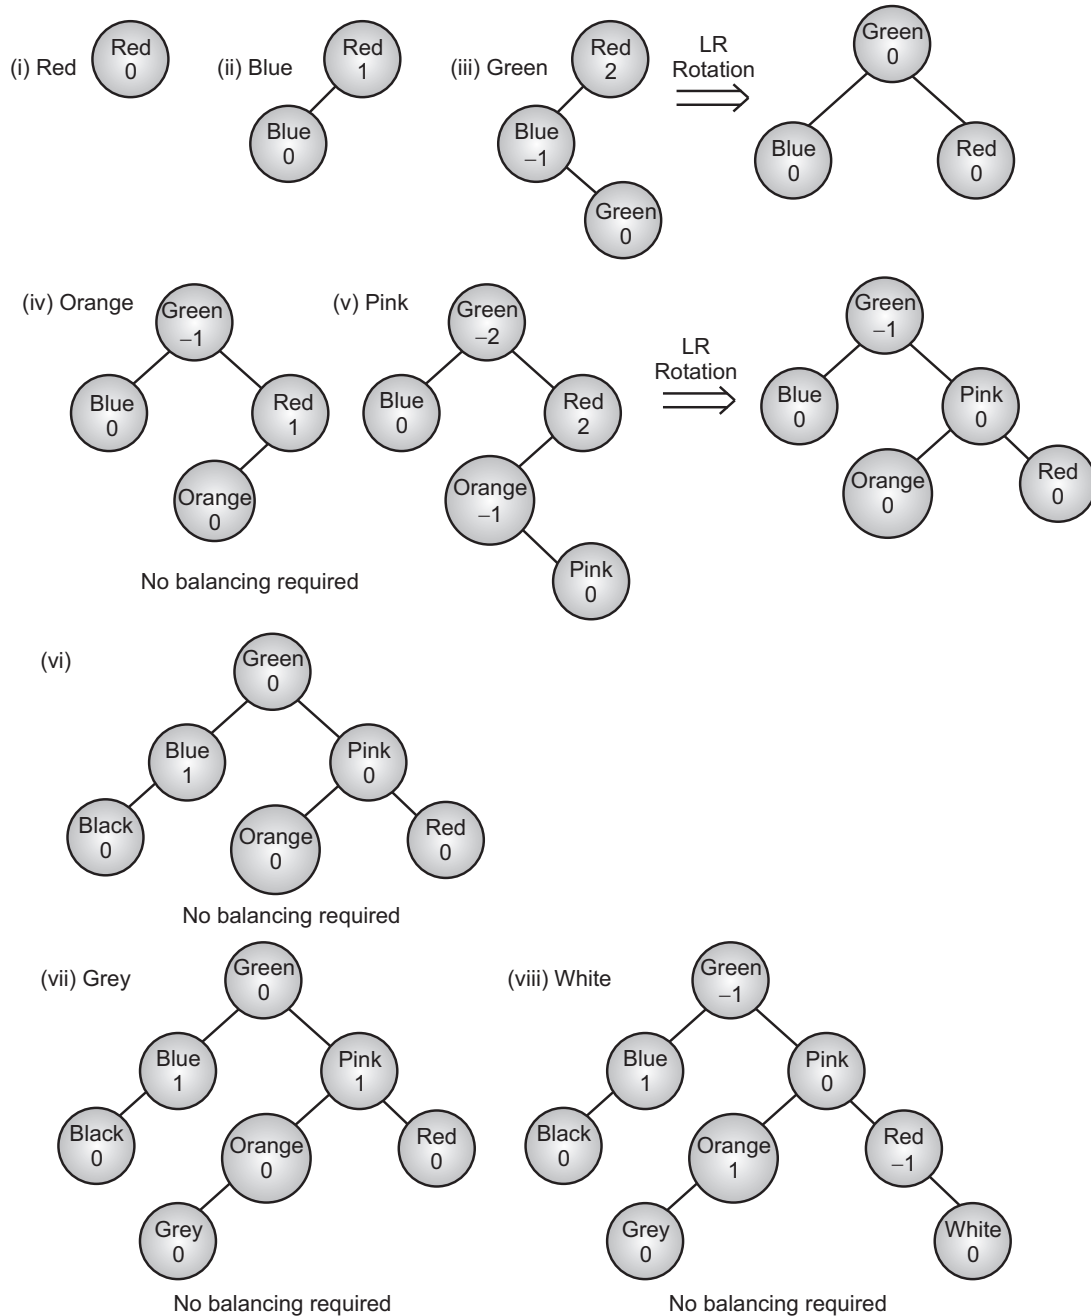 (i) Red
Red
0
(ii) Blue
Red
1
Blue
0
(iii) Green
Red
2
Blue
–1
Green
0
LR
Rotation
Green
0
Blue
0
Red
0
(iv) Orange
Green
–1
Blue
0
Red
1
Orange
0
No balancing required
(v) Pink
Green
–2
Blue
0
Red
2
Orange
–1
Pink
0
LR
Rotation
Green
–1
Blue
0
Pink
0
Orange
0
Red
0
(vi)
Green
0
Blue
1
Pink
0
Black
0
Orange
0
Red
0
No balancing required
(vii) Grey
Green
0
Blue
1
Pink
1
Black
0
Orange
0
Red
0
Grey
0
No balancing required
(viii) White
Green
–1
Blue
1
Pink
0
Black
0
Orange
1
Red
–1
Grey
0
White
0
No balancing required